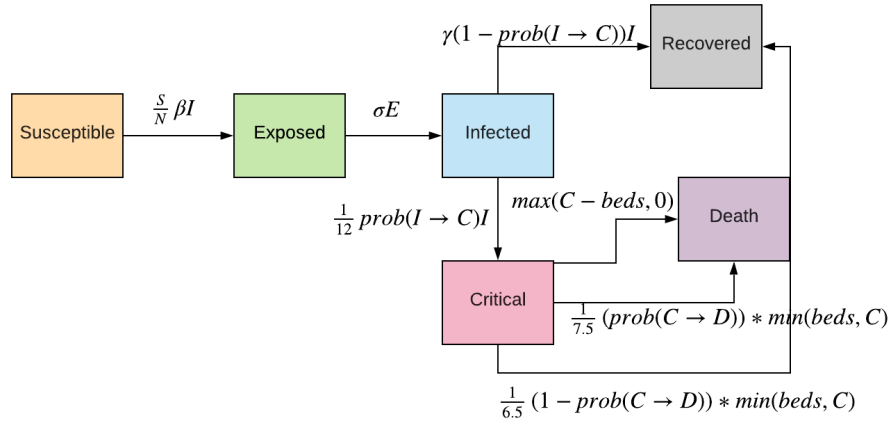 γ(1 − prob(I → C))I
Recovered
Susceptible
S/N βI
Exposed
σE
Infected
1/12 prob(I → C)I
max(C − beds, 0)
Death
Critical
1/7.5 (prob(C → D)) ∗ min(beds, C)
1/6.5 (1 − prob(C → D)) ∗ min(beds, C)